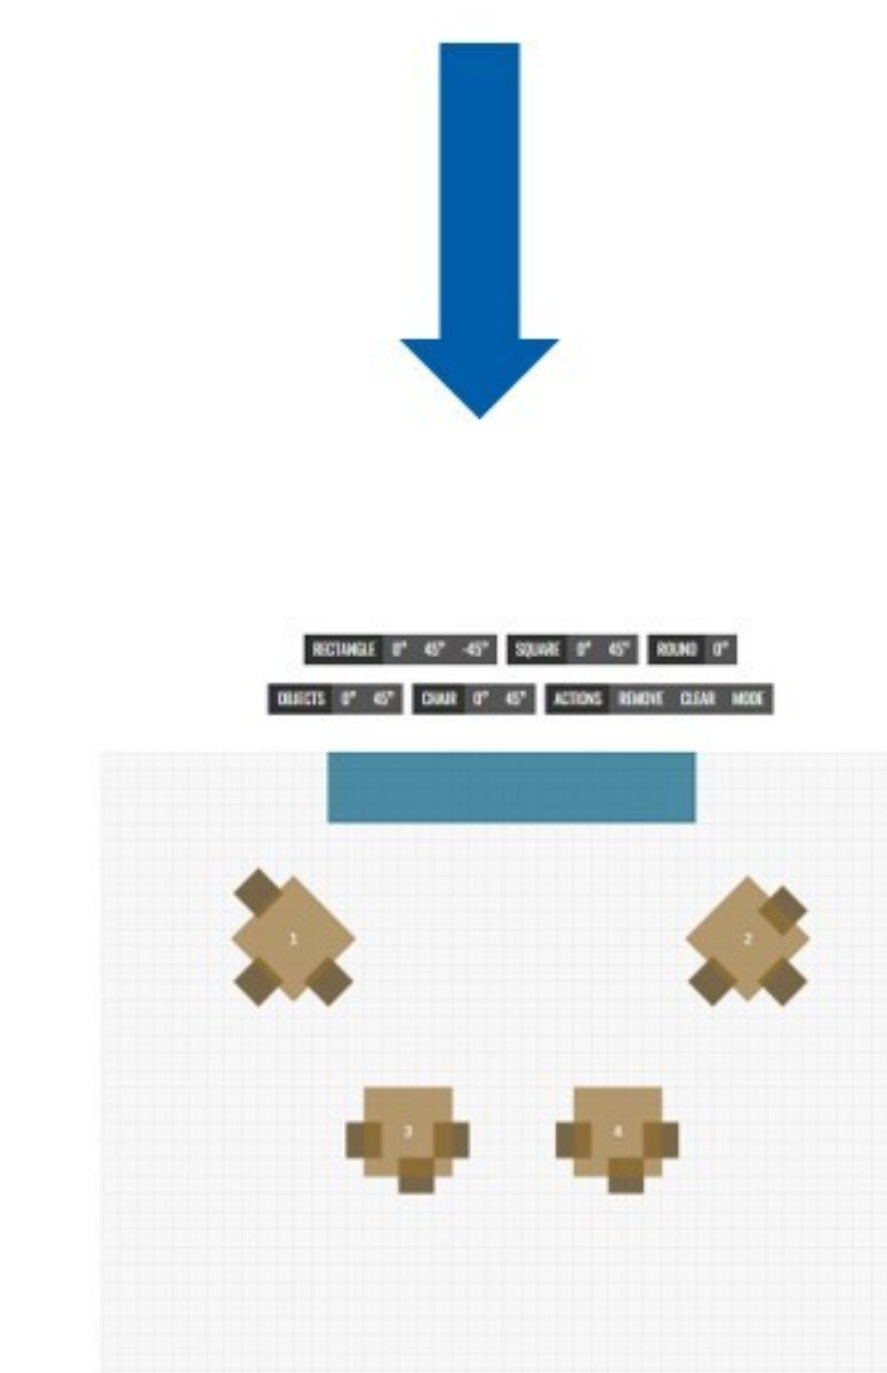 RECTANGLE 0° 45° -45° SQUARE 0° 45° ROUND 0°
OBJECTS 0° 45° CHAIR 0° 45° ACTIONS REMOVE CLEAR MODE
1 2
3 4